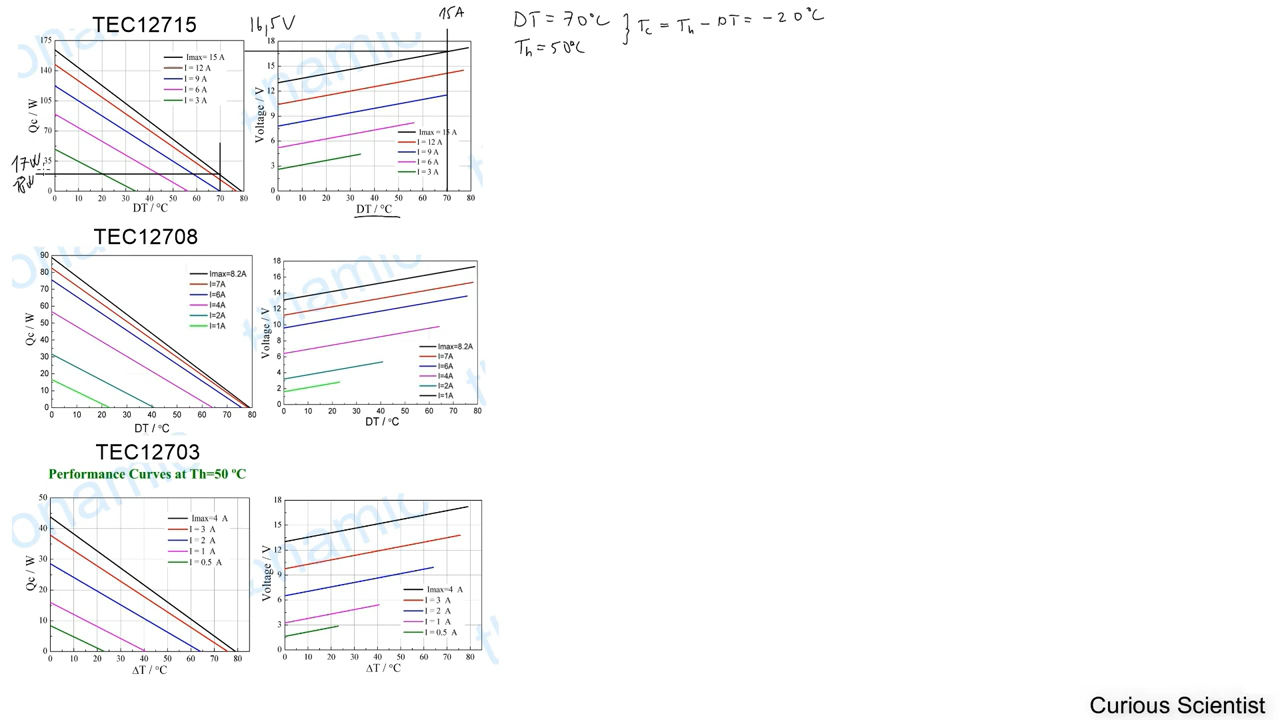 TEC12715
16,5V
15A
DT = 70°C
Th = 50°C
} Tc = Th - DT = -20°C
175
140
105
70
35
0
Qc / W
Imax= 15 A
I = 12 A
I = 9 A
I = 6 A
I = 3 A
17W
18W
0 10 20 30 40 50 60 70 80
DT / °C
18
15
12
9
6
3
0
Voltage / V
Imax = 15 A
I = 12 A
I = 9 A
I = 6 A
I = 3 A
0 10 20 30 40 50 60 70 80
DT / °C
TEC12708
90
80
70
60
50
40
30
20
10
0
Qc / W
Imax=8.2A
I=7A
I=6A
I=4A
I=2A
I=1A
0 10 20 30 40 50 60 70 80
DT / °C
18
16
14
12
10
8
6
4
2
0
Voltage / V
Imax=8.2A
I=7A
I=6A
I=4A
I=2A
I=1A
0 10 20 30 40 50 60 70 80
DT / °C
TEC12703
Performance Curves at Th=50 ºC
50
40
30
20
10
0
Qc / W
Imax=4 A
I = 3 A
I = 2 A
I = 1 A
I = 0.5 A
0 10 20 30 40 50 60 70 80
ΔT / °C
18
15
12
9
6
3
0
Voltage / V
Imax=4 A
I = 3 A
I = 2 A
I = 1 A
I = 0.5 A
0 10 20 30 40 50 60 70 80
ΔT / °C
Curious Scientist